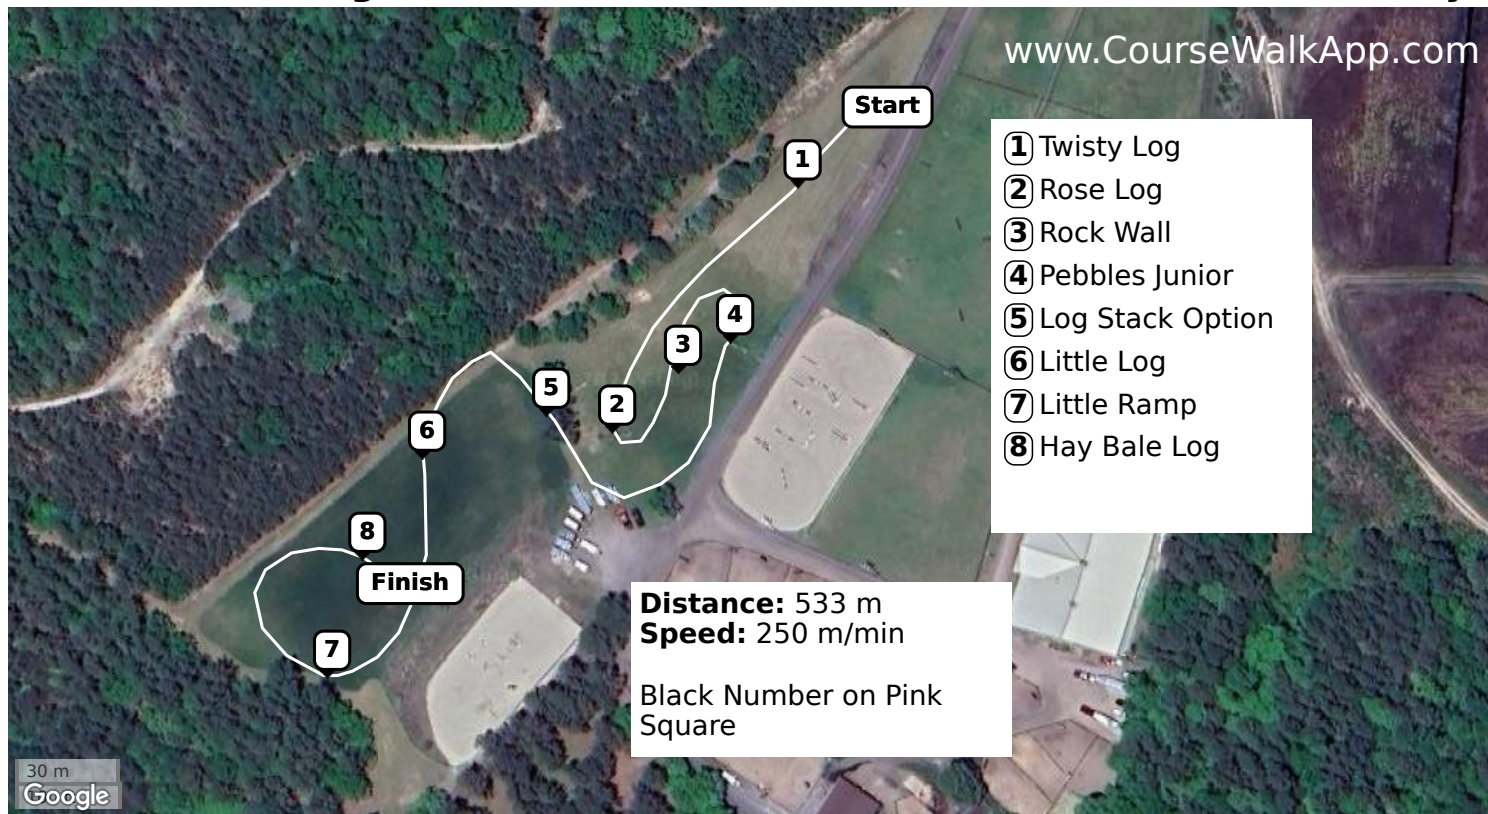 www.CourseWalkApp.com
Start
1
1 Twisty Log
2 Rose Log
3 Rock Wall
4 Pebbles Junior
5 Log Stack Option
6 Little Log
7 Little Ramp
8 Hay Bale Log
4
3
5
2
6
8
Finish
7
Distance: 533 m
Speed: 250 m/min
Black Number on Pink
Square
30 m
Google